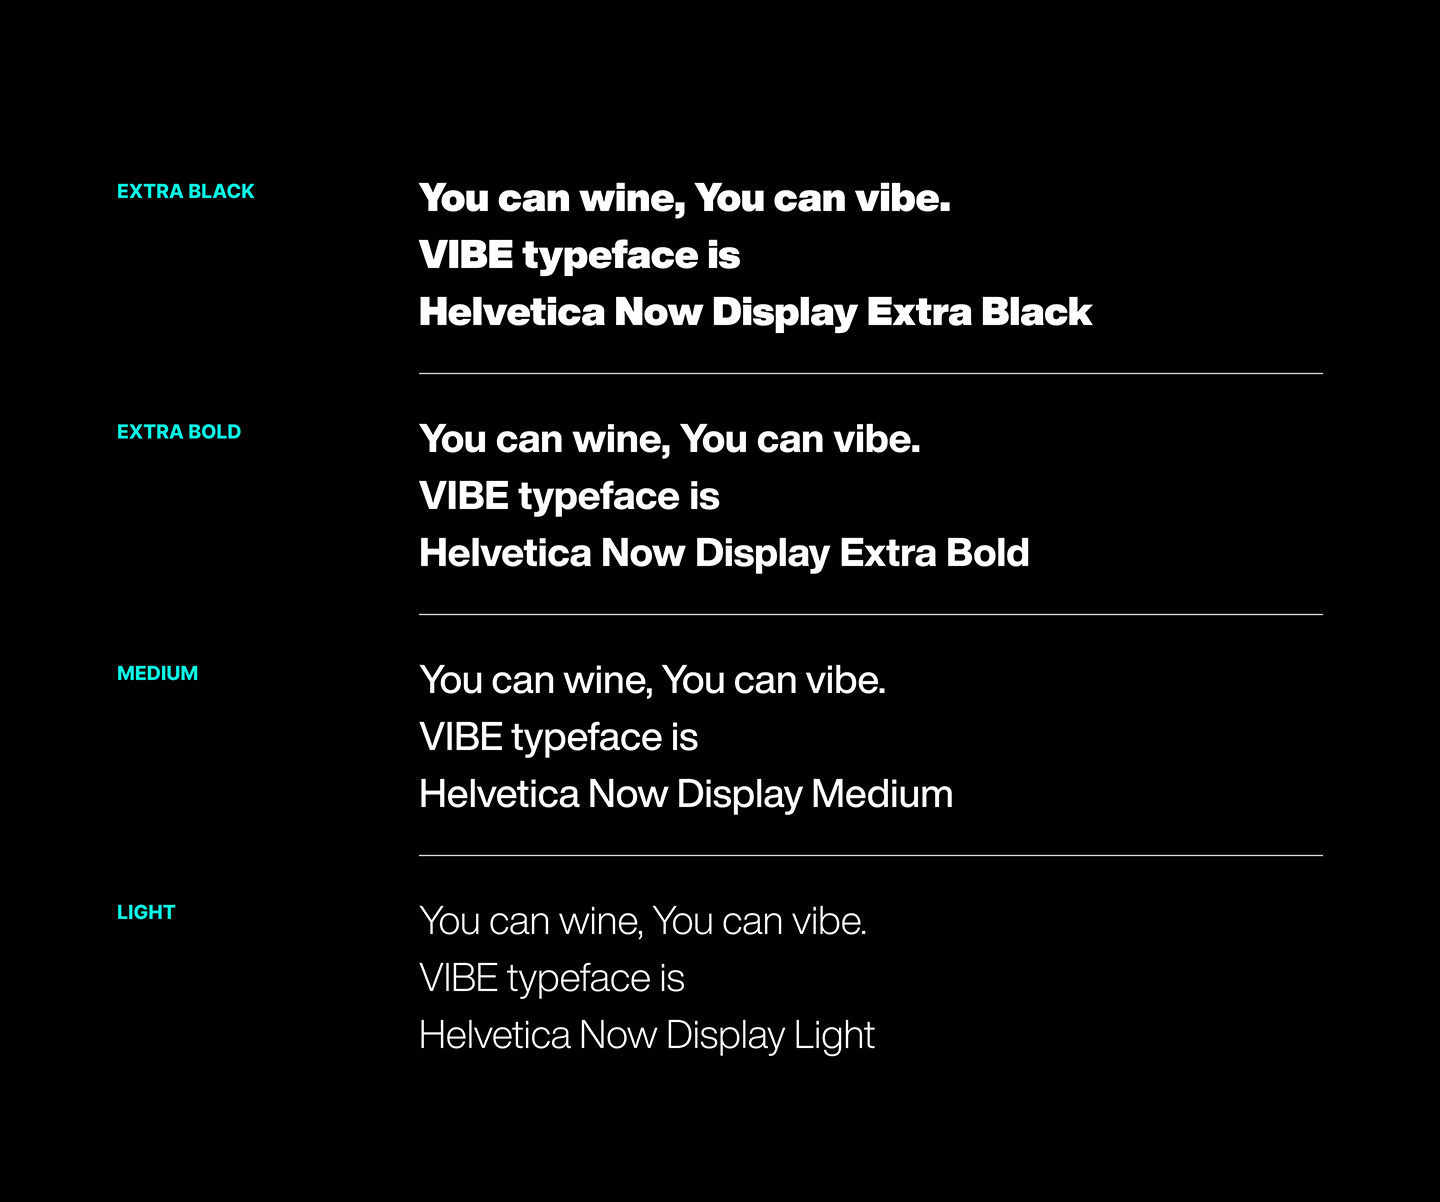 EXTRA BLACK
You can wine, You can vibe.
VIBE typeface is
Helvetica Now Display Extra Black
EXTRA BOLD
You can wine, You can vibe.
VIBE typeface is
Helvetica Now Display Extra Bold
MEDIUM
You can wine, You can vibe.
VIBE typeface is
Helvetica Now Display Medium
LIGHT
You can wine, You can vibe.
VIBE typeface is
Helvetica Now Display Light